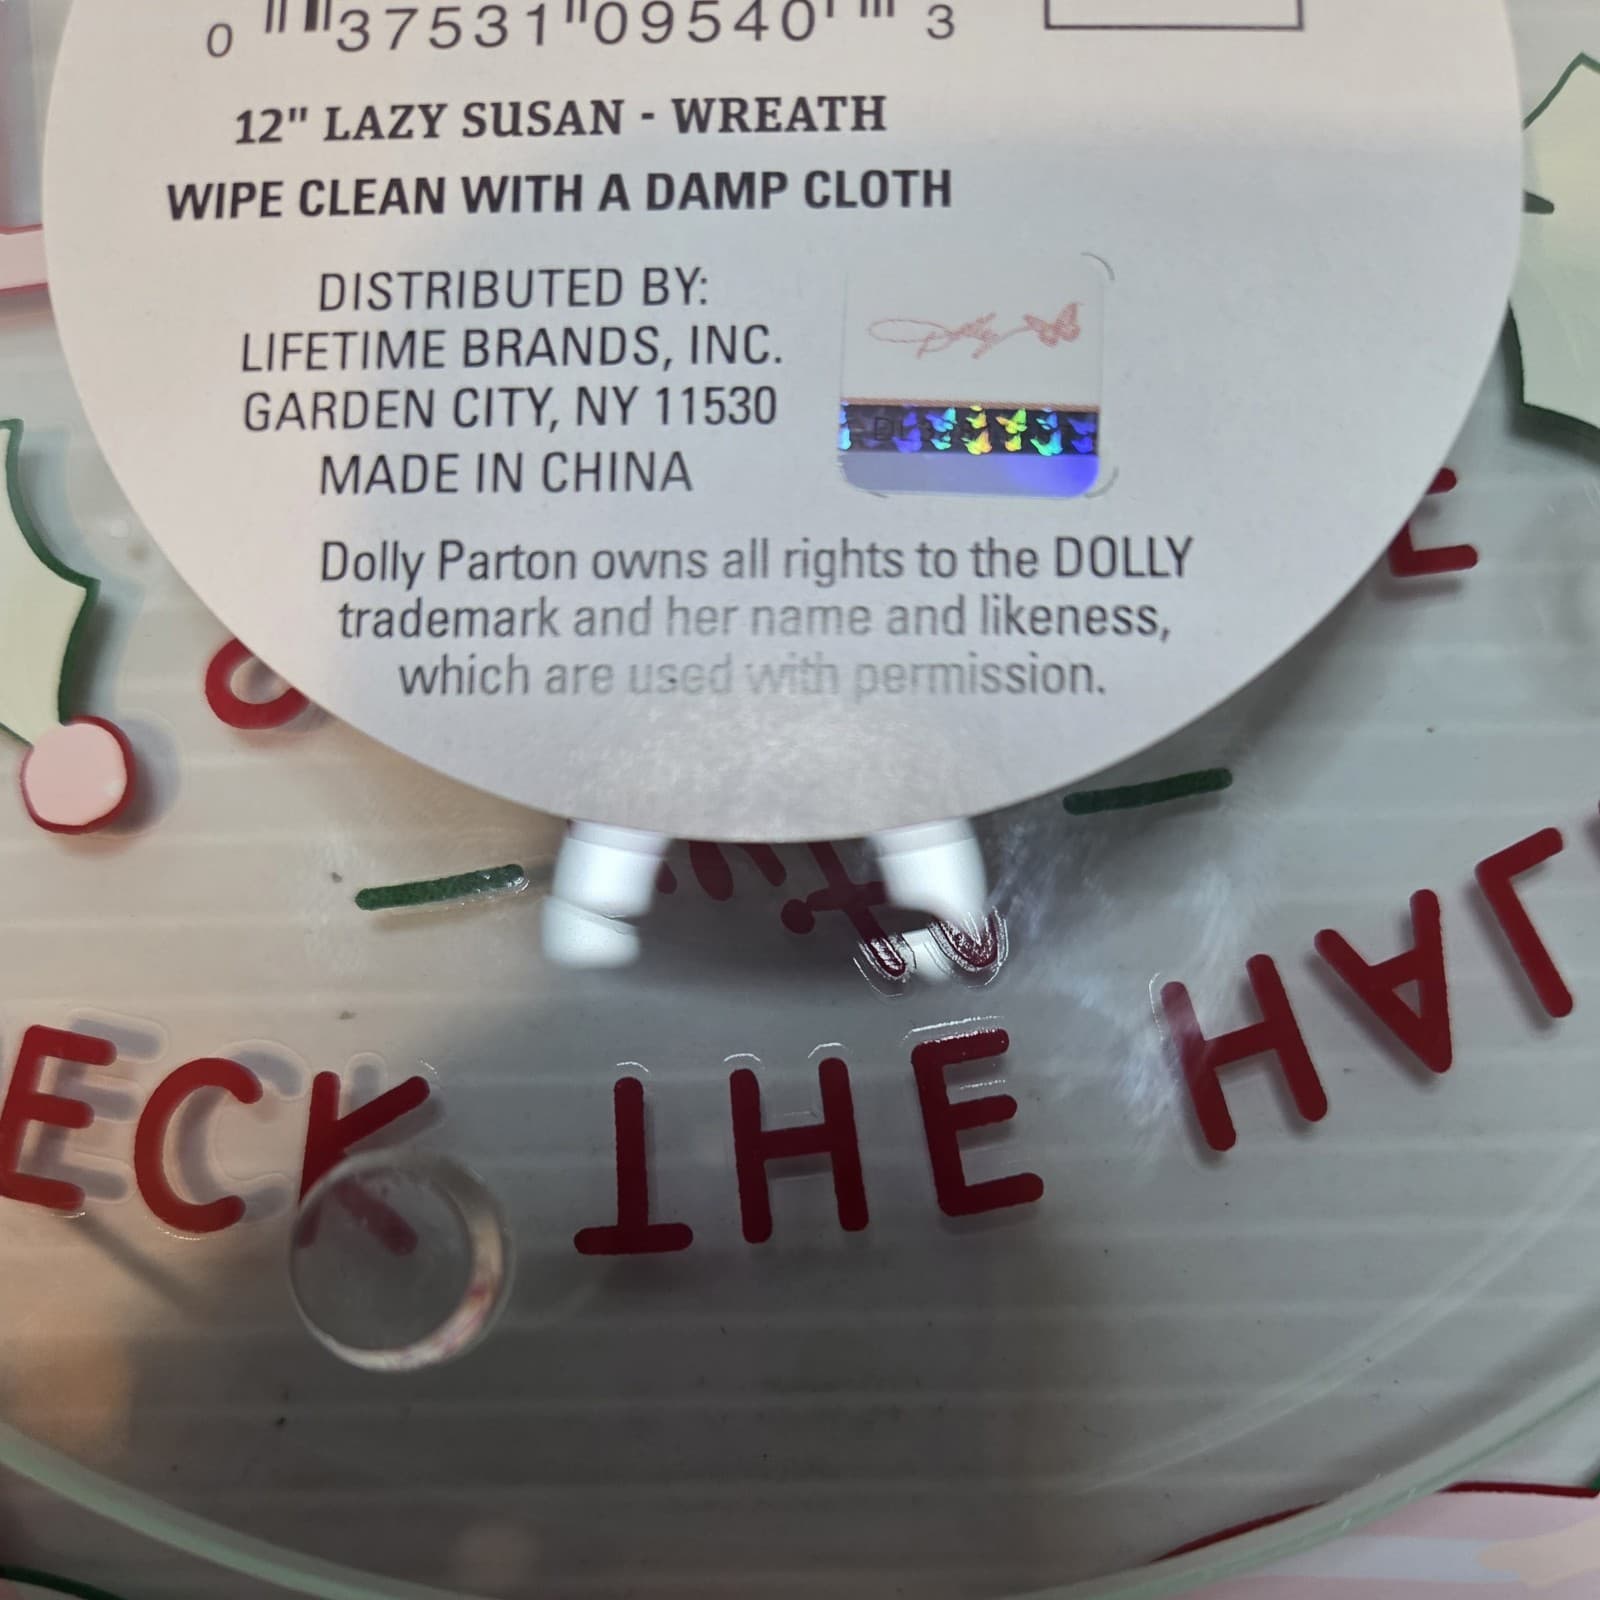 0 37531 09540 3
12" LAZY SUSAN - WREATH
WIPE CLEAN WITH A DAMP CLOTH
DISTRIBUTED BY:
LIFETIME BRANDS, INC.
GARDEN CITY, NY 11530
MADE IN CHINA
Dolly
Dolly Parton owns all rights to the DOLLY
trademark and her name and likeness,
which are used with permission.
ECK THE HAL